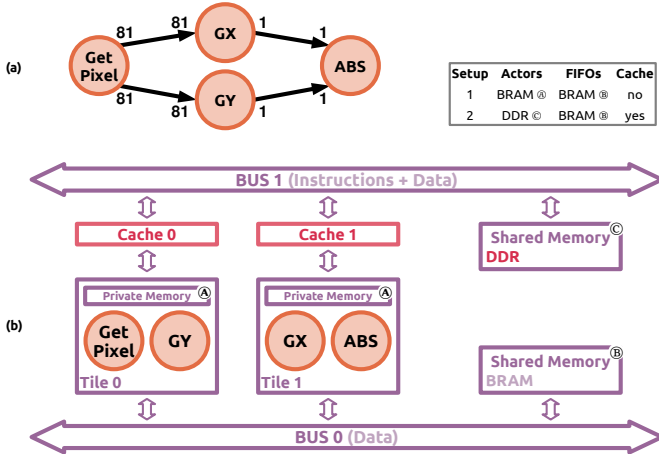 (a)
81 81 1 1
Get
Pixel
GX
ABS
GY
81 81 1 1
Setup Actors FIFOs Cache
1 BRAM Ⓐ BRAM Ⓑ no
2 DDR Ⓒ BRAM Ⓑ yes
BUS 1 (Instructions + Data)
Cache 0
Cache 1
Shared Memory Ⓒ
DDR
(b)
Private Memory Ⓐ
Get
Pixel
GY
Tile 0
Private Memory Ⓐ
GX
ABS
Tile 1
Shared Memory Ⓑ
BRAM
BUS 0 (Data)